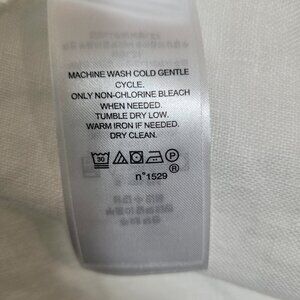 MACHINE WASH COLD GENTLE
CYCLE.
ONLY NON-CHLORINE BLEACH
WHEN NEEDED.
TUMBLE DRY LOW.
WARM IRON IF NEEDED.
DRY CLEAN.
30 P
R
n°1529